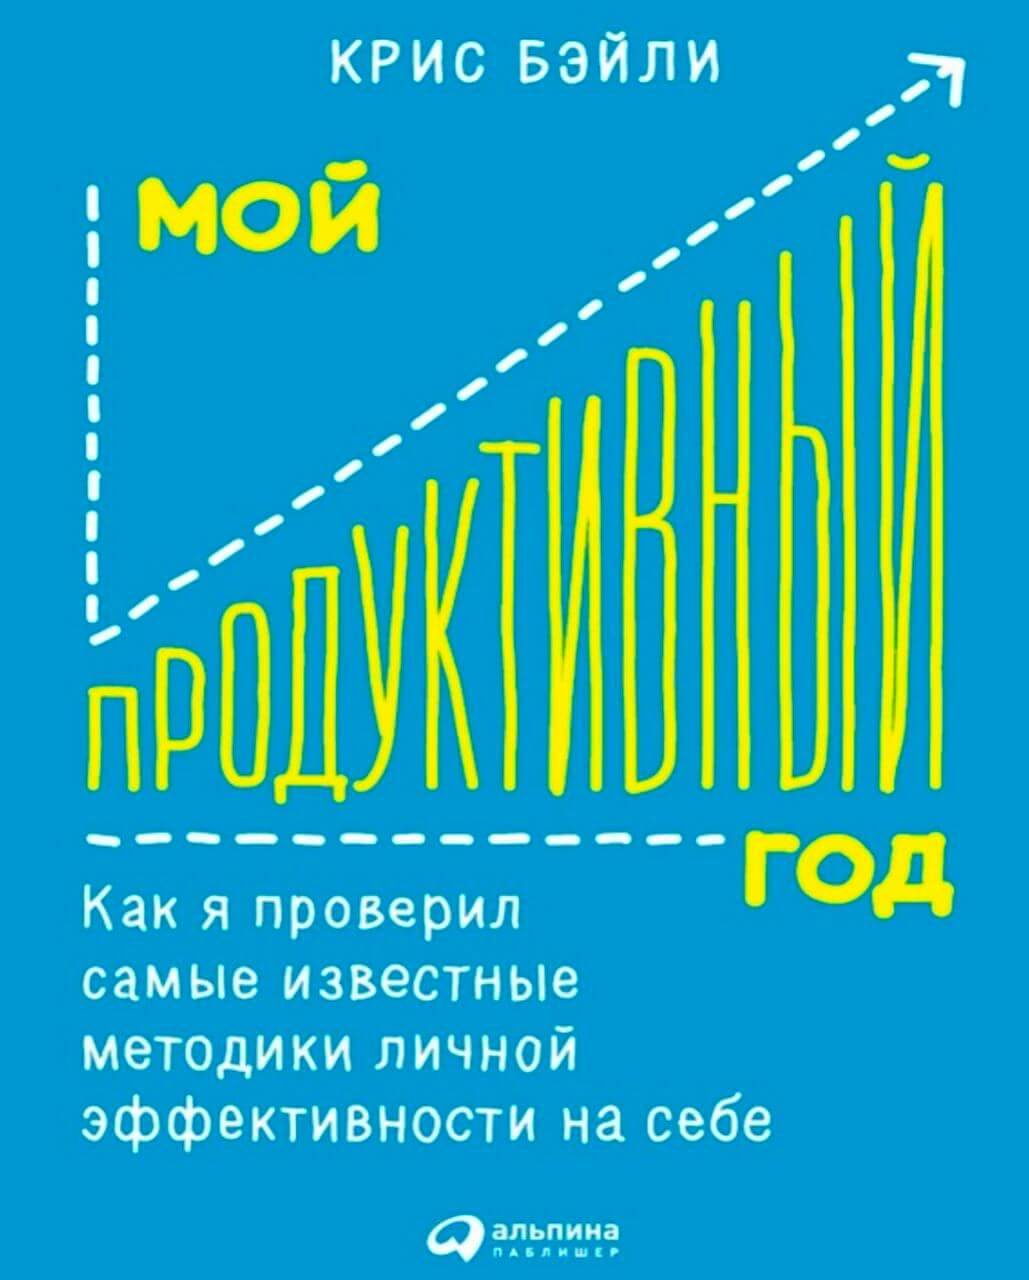 КРИС БЭЙЛИ
МОЙ
ПРОДУКТИВНЫЙ
ГОД
Как я проверил
самые известные
методики личной
эффективности на себе
альпина
ПАБЛИШЕР